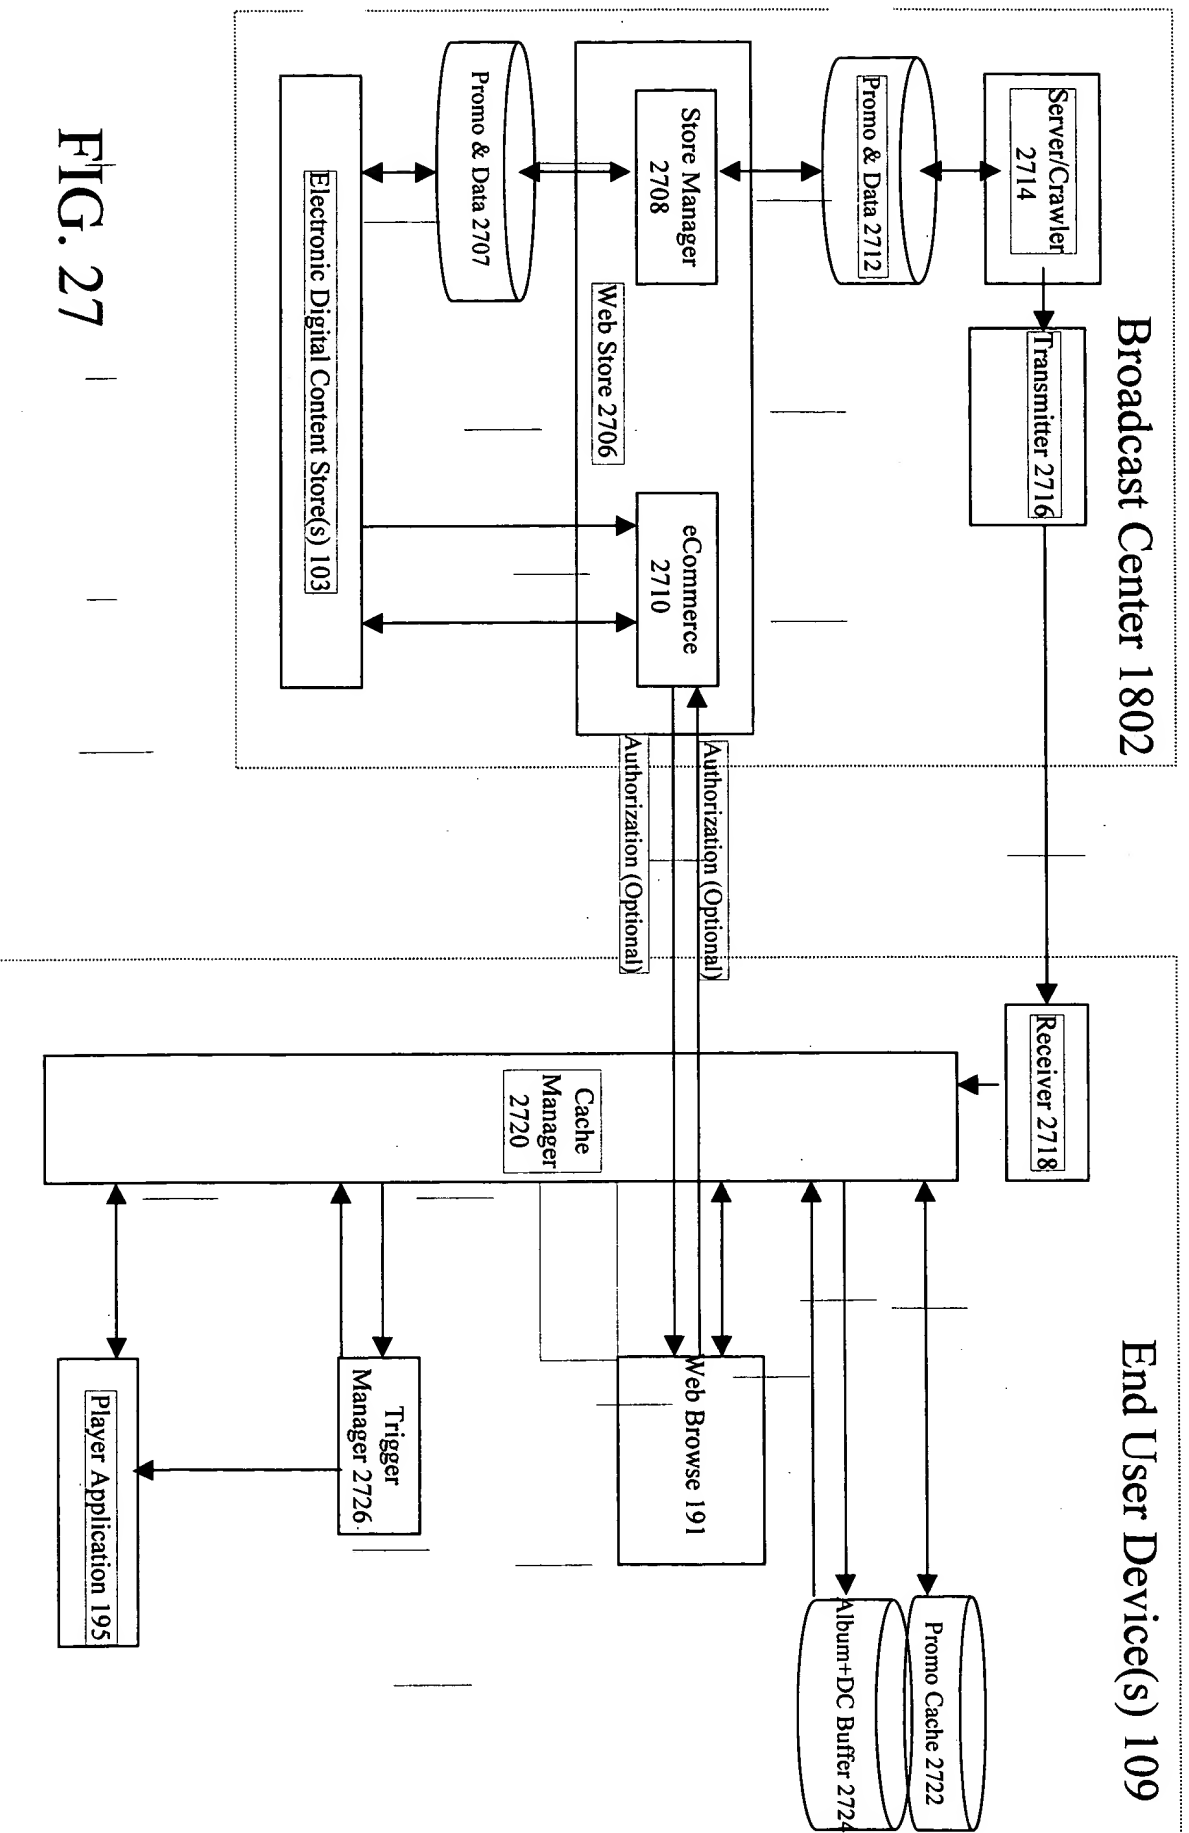 Broadcast Center 1802
End User Device(s) 109
Server/Crawler
2714
Transmitter 2716
Receiver 2718
Promo & Data 2712
Promo Cache 2722
Album+DC Buffer 2724
Store Manager
2708
eCommerce
2710
Authorization (Optional)
Authorization (Optional)
Web Browse 191
Web Store 2706
Cache
Manager
2720
Promo & Data 2707
Trigger
Manager 2726
Electronic Digital Content Store(s) 103
Player Application 195
FIG. 27